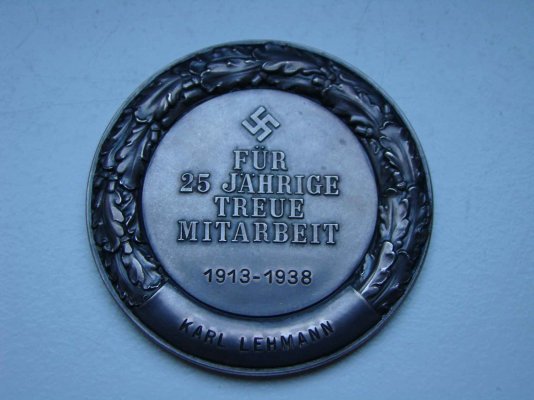 FÜR
25 JÄHRIGE
TREUE
MITARBEIT
1913-1938
KARL LEHMANN